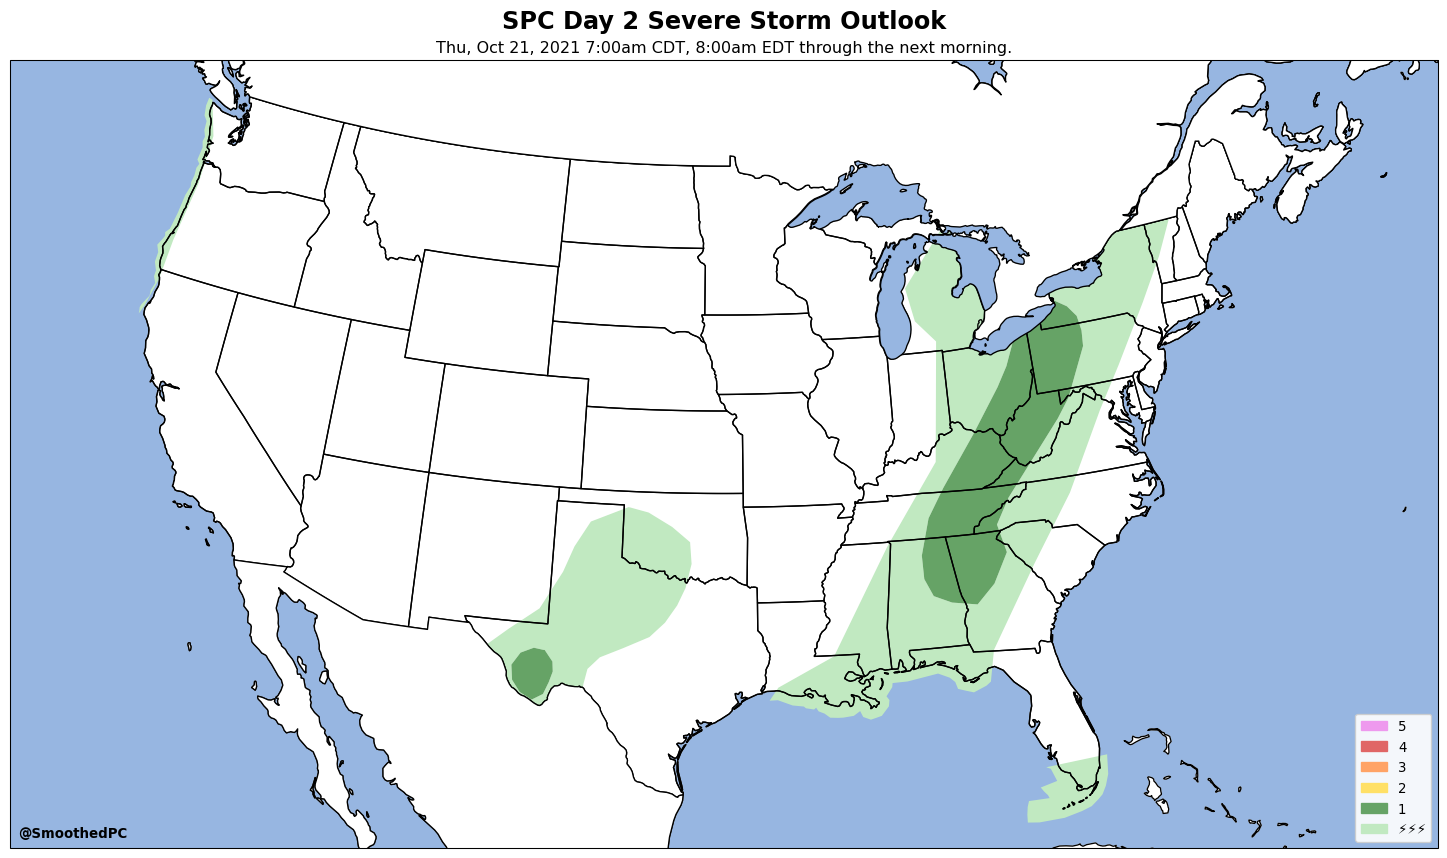 SPC Day 2 Severe Storm Outlook
Thu, Oct 21, 2021 7:00am CDT, 8:00am EDT through the next morning.
5
4
3
2
1
⚡⚡⚡
@SmoothedPC